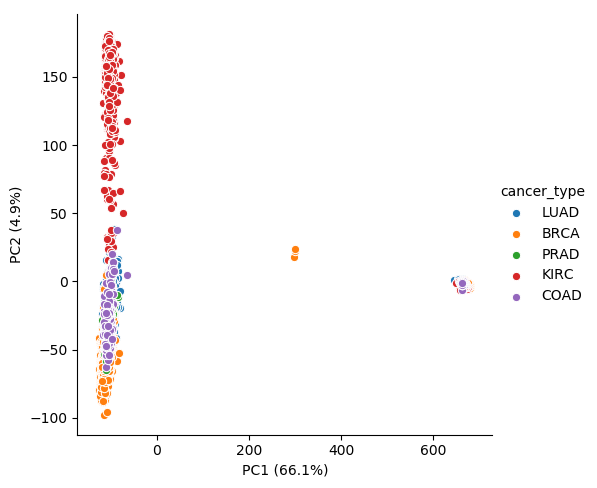 150
100
50
0
−50
−100
PC2 (4.9%)
0
200
400
600
PC1 (66.1%)
cancer_type
LUAD
BRCA
PRAD
KIRC
COAD